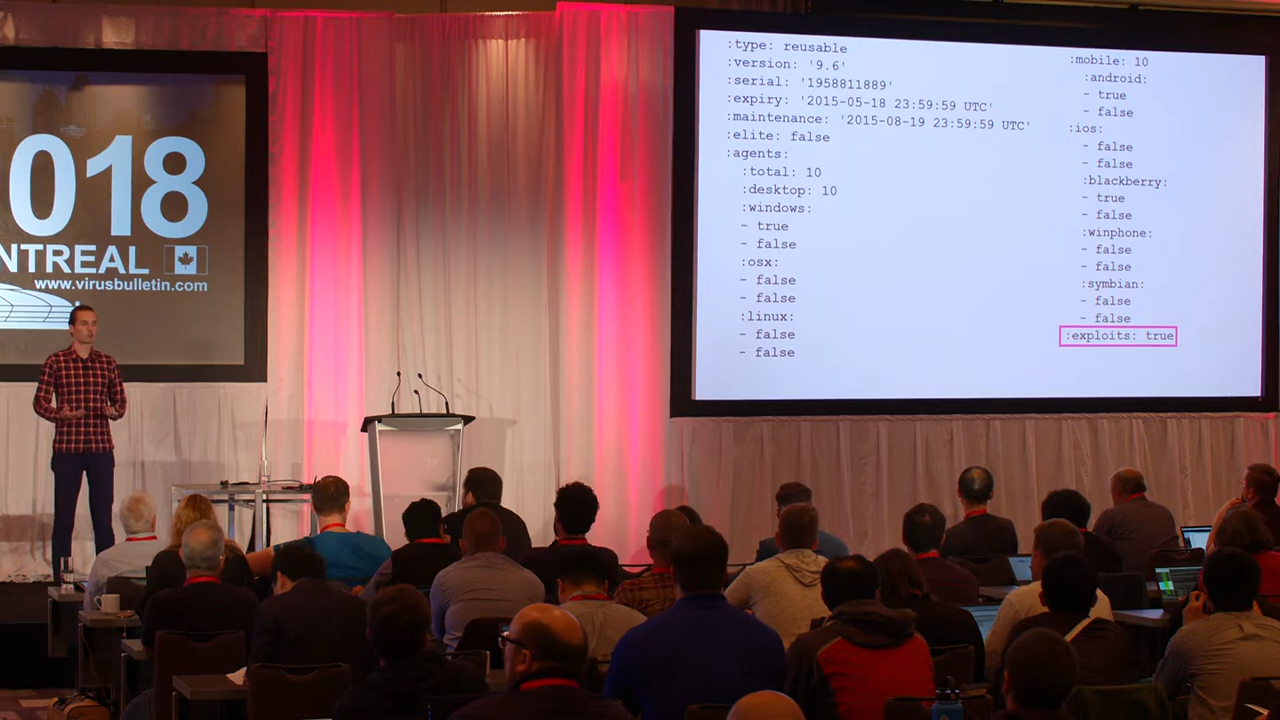 018
NTREAL
www.virusbulletin.com
:type: reusable
:version: '9.6'
:serial: '1958811889'
:expiry: '2015-05-18 23:59:59 UTC'
:maintenance: '2015-08-19 23:59:59 UTC'
:elite: false
:agents:
:total: 10
:desktop: 10
:windows:
- true
- false
:osx:
- false
- false
:linux:
- false
- false
:mobile: 10
:android:
- true
- false
:ios:
- false
- false
:blackberry:
- true
- false
:winphone:
- false
- false
:symbian:
- false
- false
:exploits: true